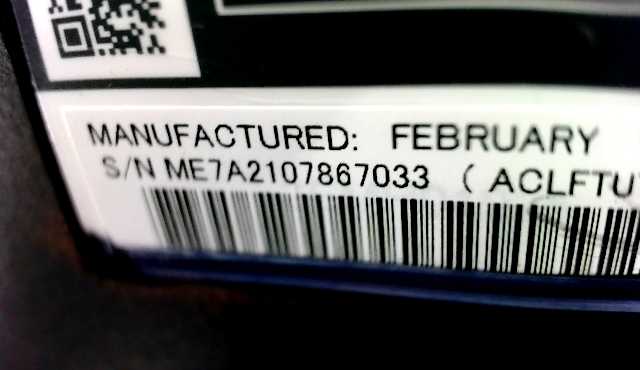 MANUFACTURED: FEBRUARY
S/N ME7A2107867033 ( ACLFTU